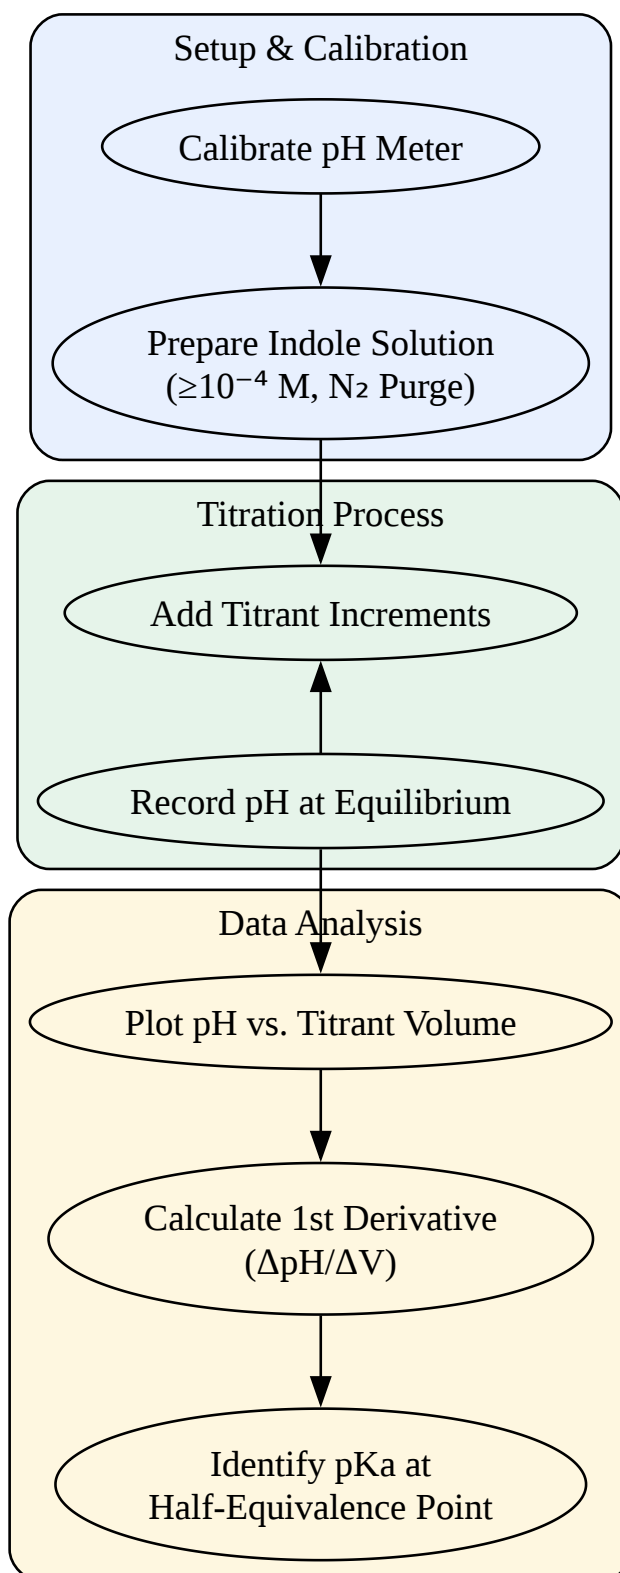 Setup & Calibration
Calibrate pH Meter
Prepare Indole Solution
(≥10⁻⁴ M, N₂ Purge)
Titration Process
Add Titrant Increments
Record pH at Equilibrium
Data Analysis
Plot pH vs. Titrant Volume
Calculate 1st Derivative
(ΔpH/ΔV)
Identify pKa at
Half-Equivalence Point